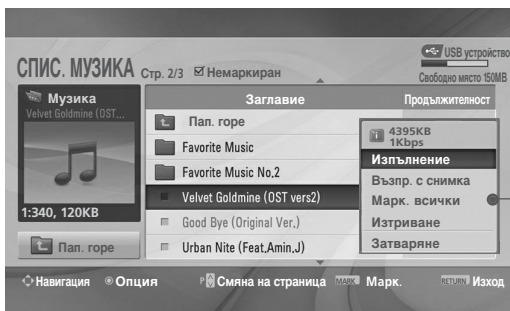 USB устройство
СПИС. МУЗИКА Стр. 2/3 Немаркиран
Свободно място 150MB
Музика
Velvet Goldmine (OST...
1:340, 120KB
Пап. горе
Заглавие Продължителност
Пап. горе
Favorite Music
Favorite Music No.2
Velvet Goldmine (OST vers2)
Good Bye (Original Ver.)
Urban Nite (Feat.Amin.J)
4395KB
1Kbps
Изпълнение
Възпр. с снимка
Марк. всички
Изтриване
Затваряне
Навигация Опция P Смяна на страница MARK Марк. RETURN Изход